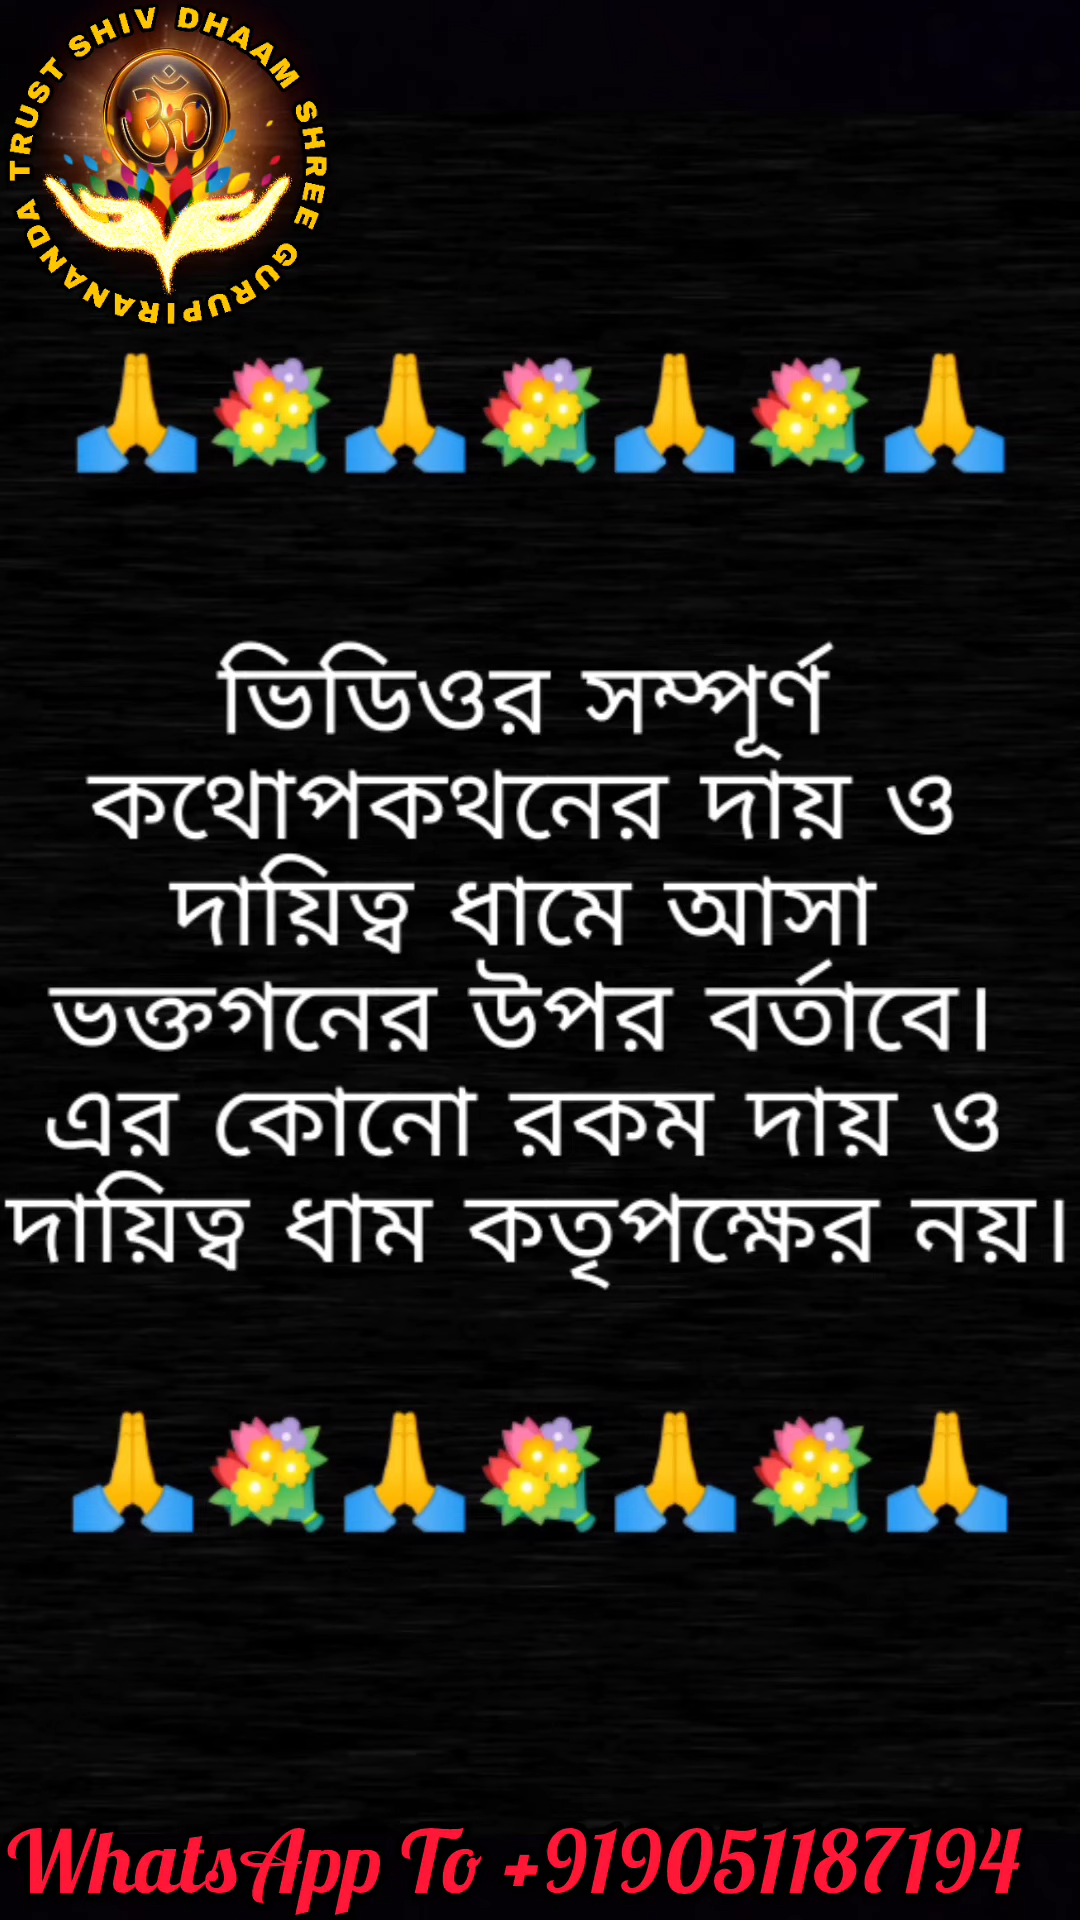 TRUST SHIV DHAAM SHREE GURUPIRANANDA
🙏💐🙏💐🙏💐🙏
ভিডিওর সম্পূর্ণ
কথোপকথনের দায় ও
দায়িত্ব ধামে আসা
ভক্তগনের উপর বর্তাবে।
এর কোনো রকম দায় ও
দায়িত্ব ধাম কতৃপক্ষের নয়।
🙏💐🙏💐🙏💐🙏
WhatsApp To +919051187194